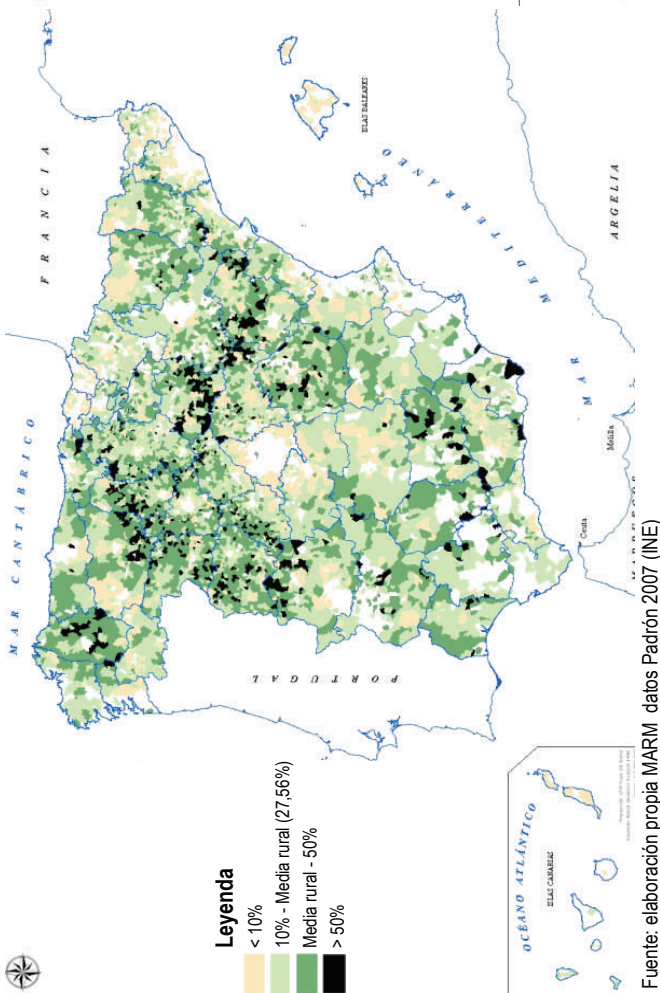 MAR CANTÁBRICO
FRANCIA
ISLAS BALEARES
MAR MEDITERRÁNEO
PORTUGAL
ARGELIA
Ceuta
Melilla
MARRUECOS
Leyenda
< 10%
10% - Media rural (27,56%)
Media rural - 50%
> 50%
OCÉANO ATLÁNTICO
ISLAS CANARIAS
Fuente: elaboración propia MARM datos Padrón 2007 (INE)